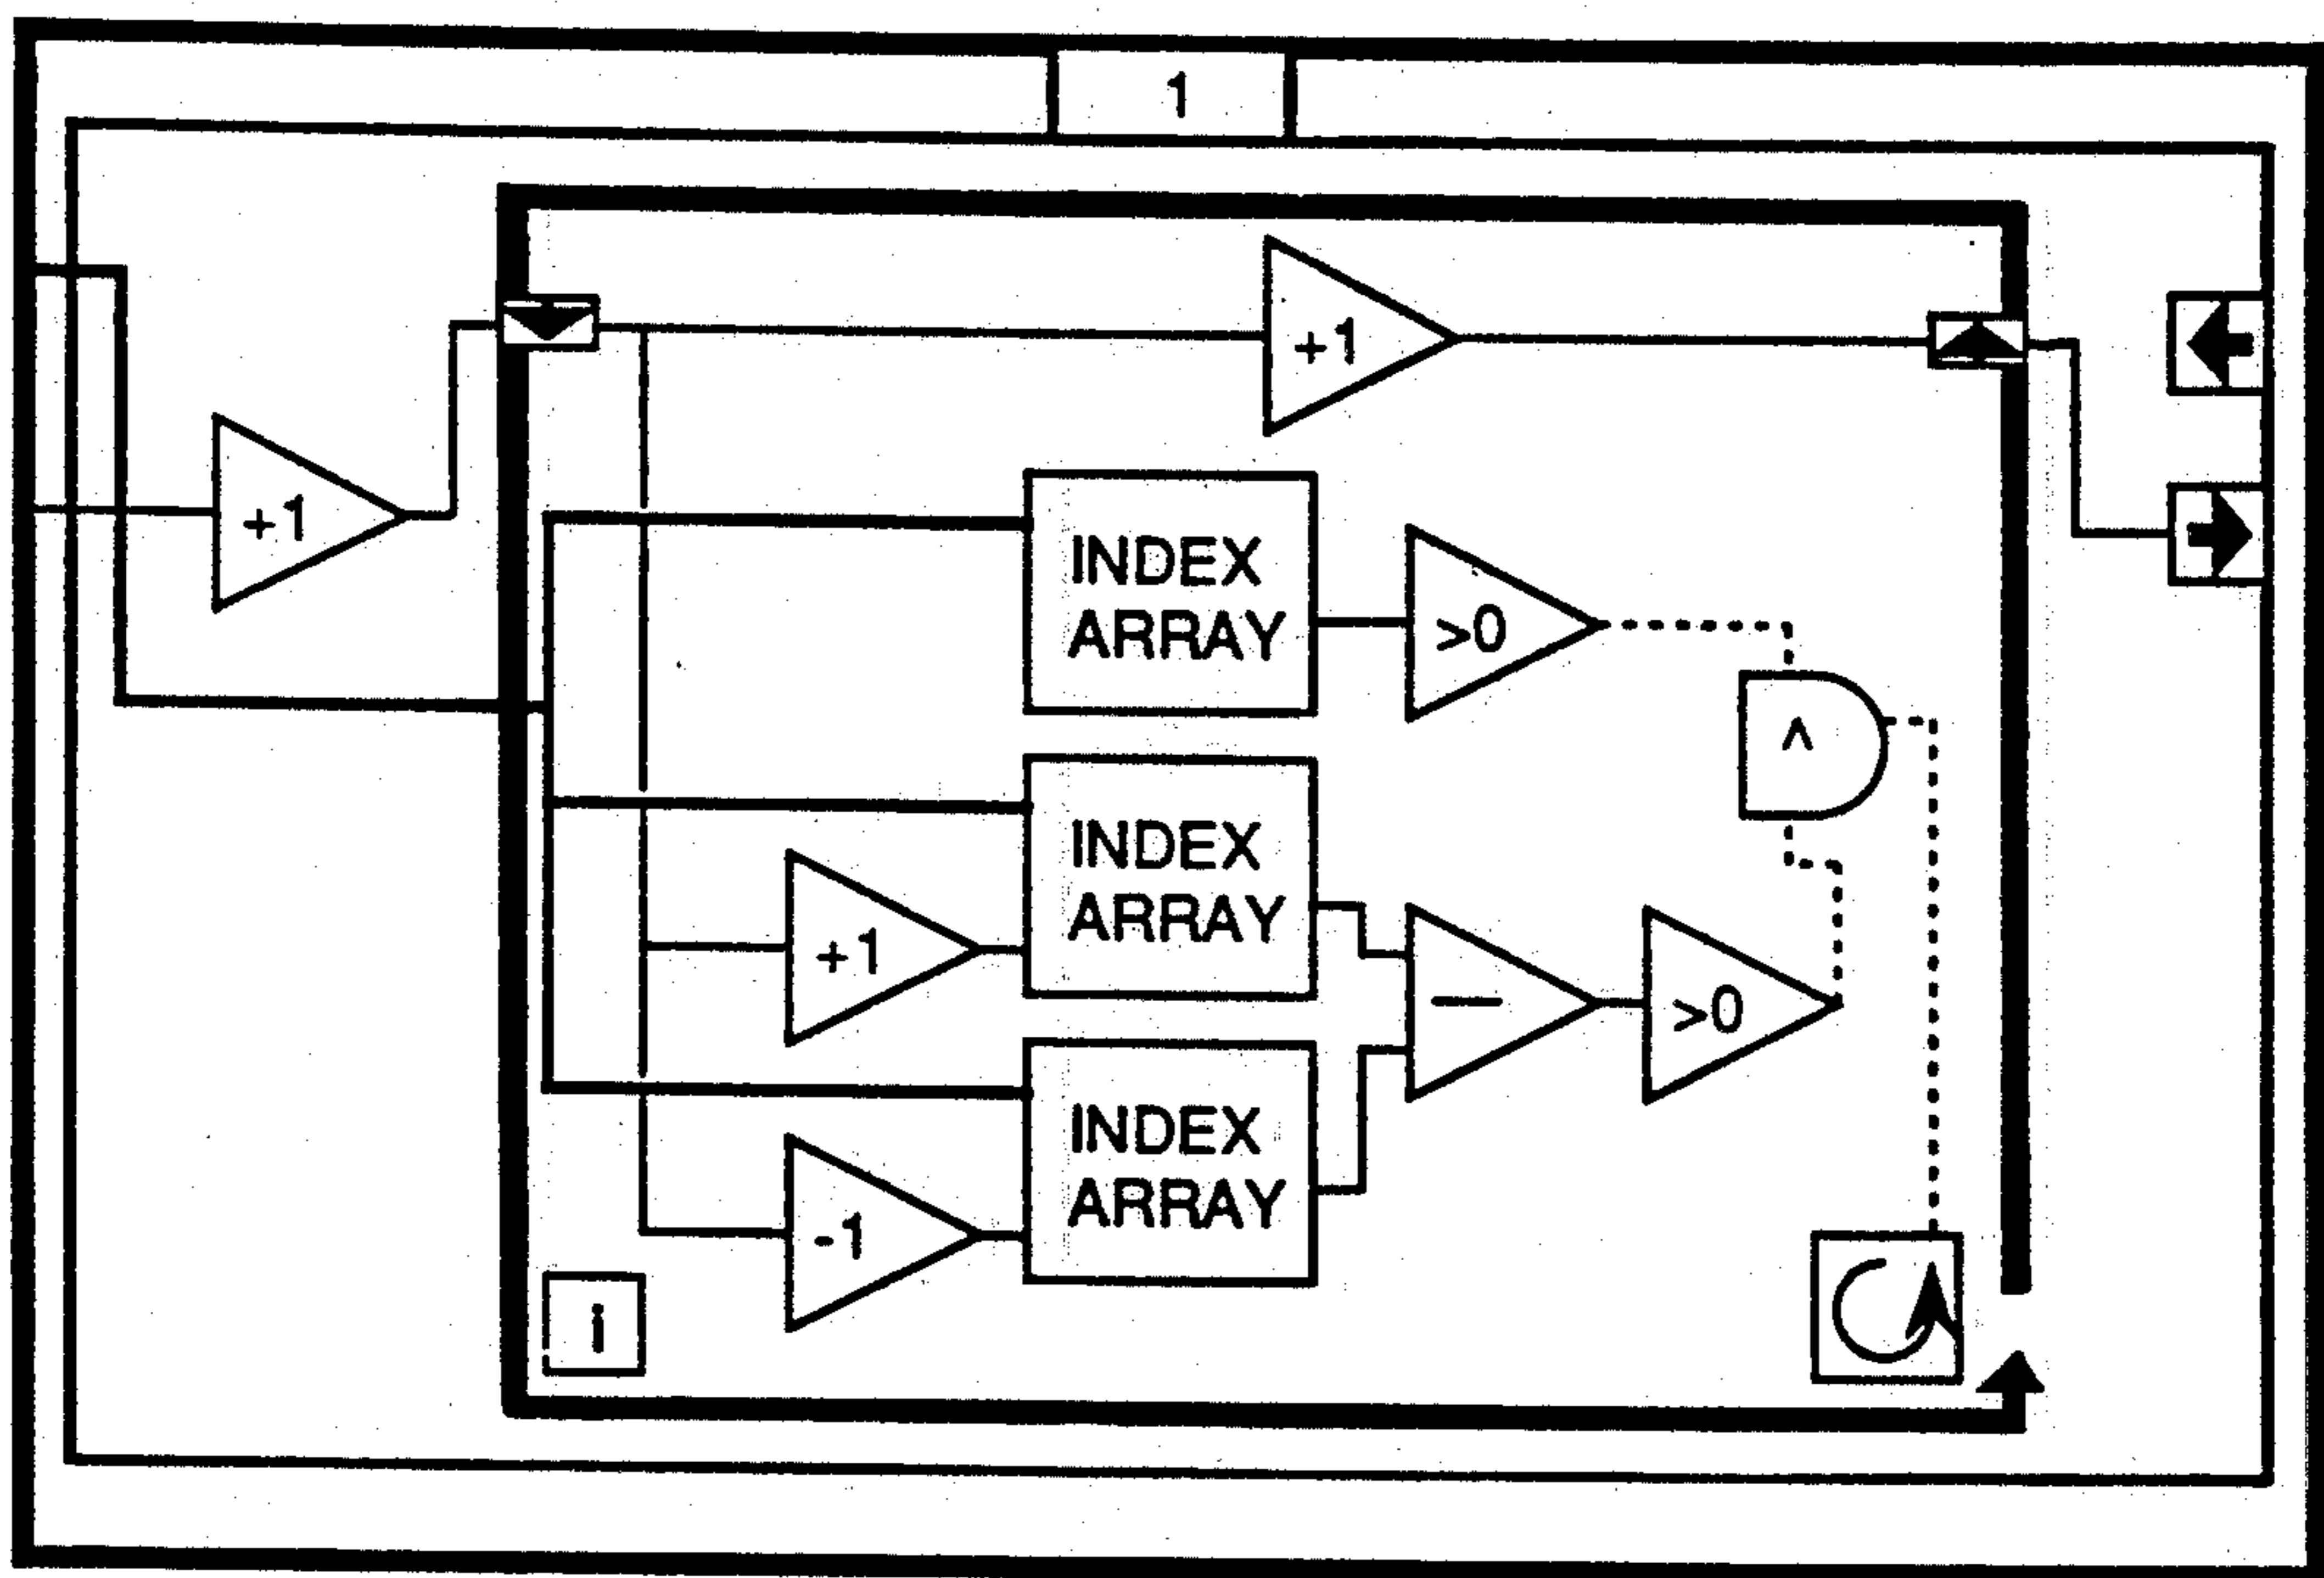 1
+1
+1
INDEX
ARRAY
>0
^
INDEX
ARRAY
+1
—
>0
INDEX
ARRAY
-1
i